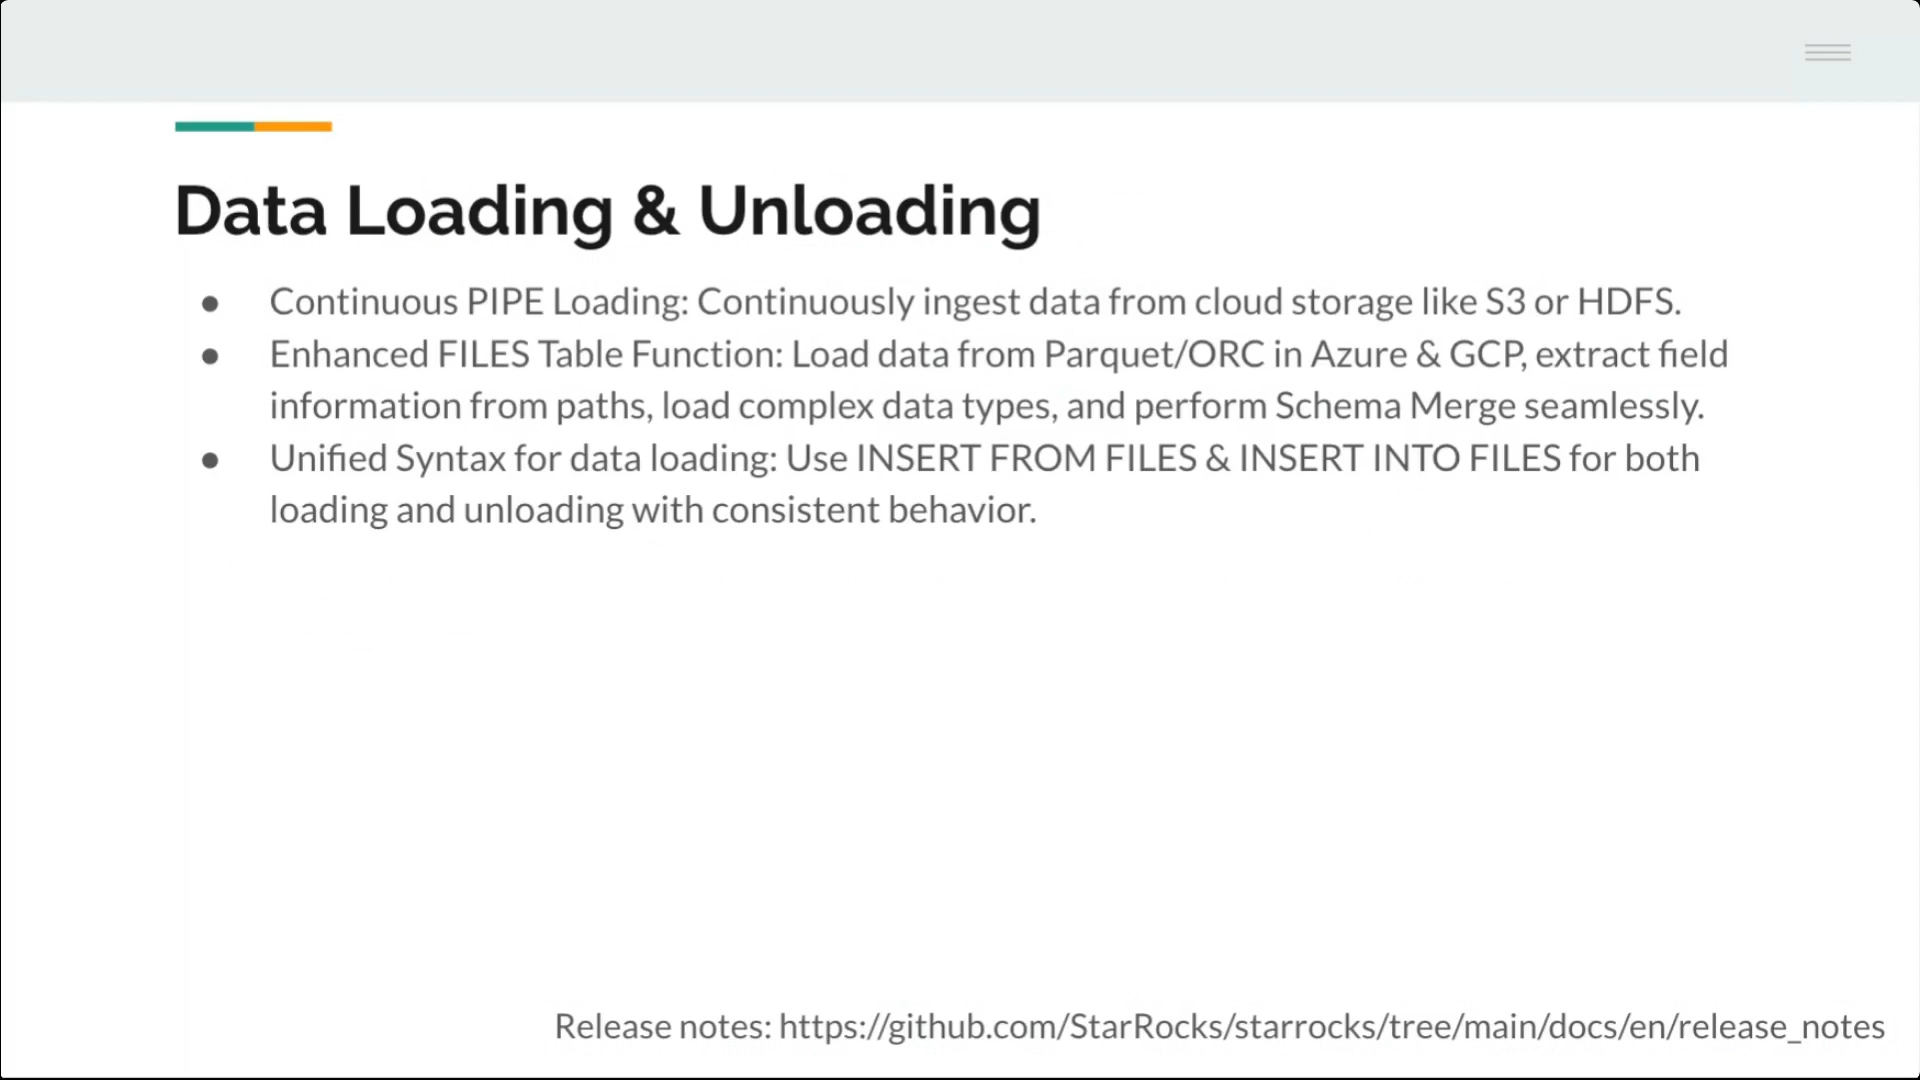 Data Loading & Unloading
● Continuous PIPE Loading: Continuously ingest data from cloud storage like S3 or HDFS.
● Enhanced FILES Table Function: Load data from Parquet/ORC in Azure & GCP, extract field
information from paths, load complex data types, and perform Schema Merge seamlessly.
● Unified Syntax for data loading: Use INSERT FROM FILES & INSERT INTO FILES for both
loading and unloading with consistent behavior.
Release notes: https://github.com/StarRocks/starrocks/tree/main/docs/en/release_notes